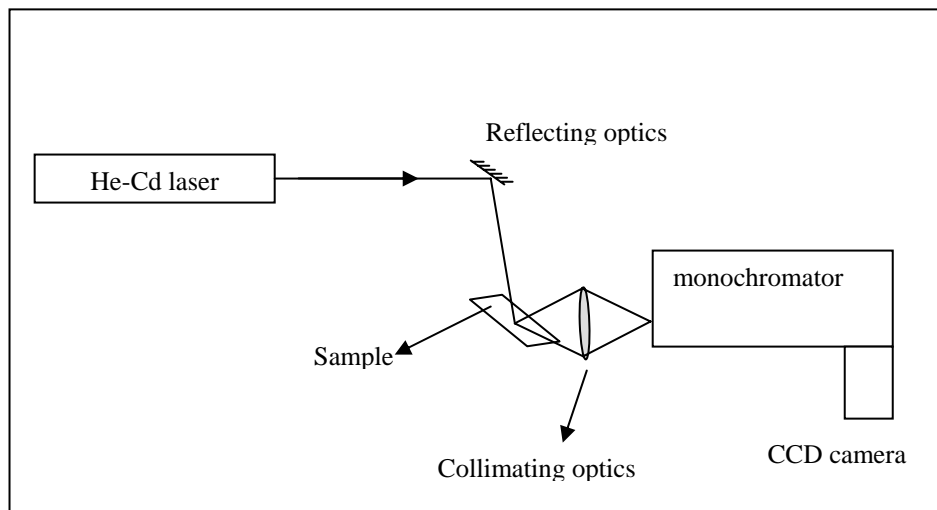 Reflecting optics
He-Cd laser
monochromator
Sample
CCD camera
Collimating optics